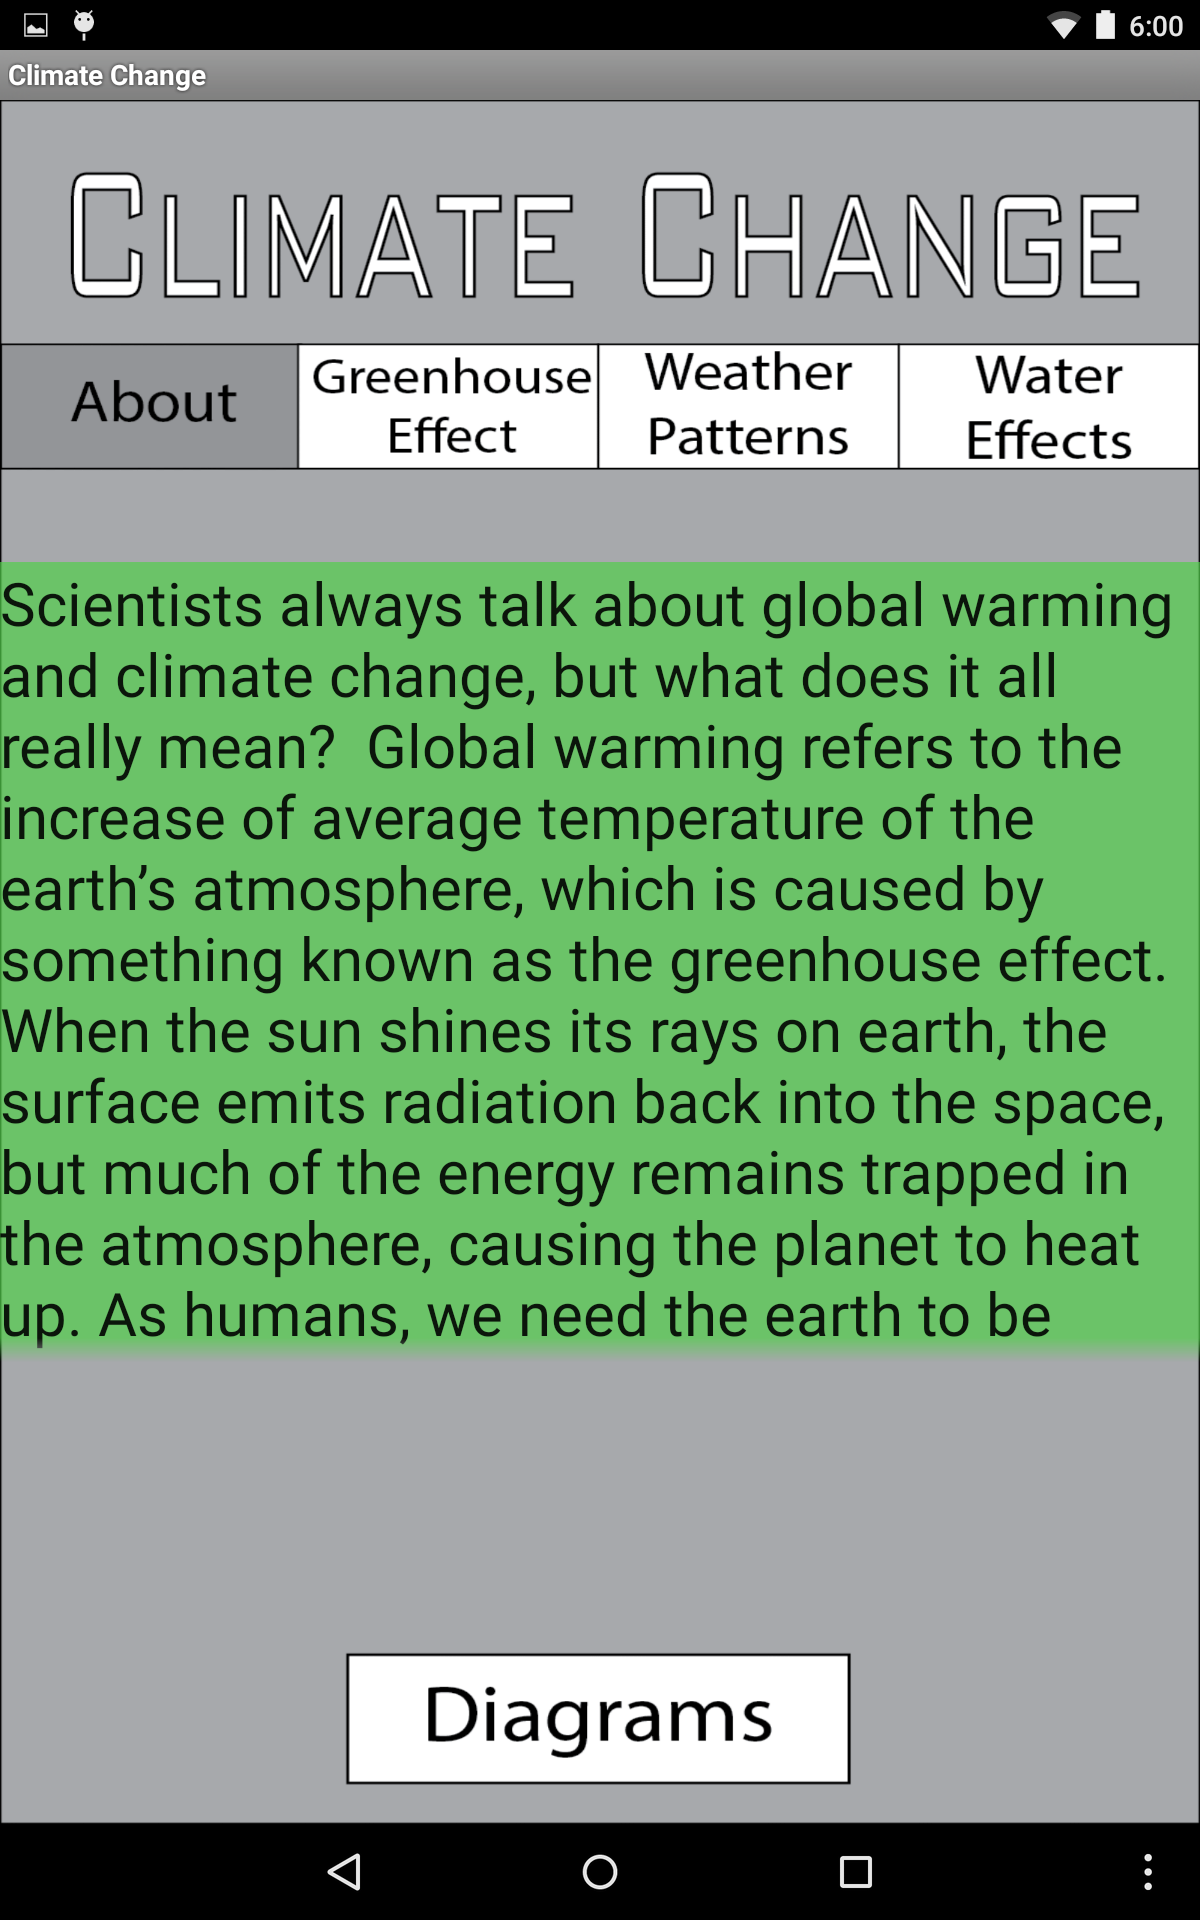 6:00
Climate Change
CLIMATE CHANGE
About
Greenhouse
Effect
Weather
Patterns
Water
Effects
Scientists always talk about global warming
and climate change, but what does it all
really mean?  Global warming refers to the
increase of average temperature of the
earth’s atmosphere, which is caused by
something known as the greenhouse effect.
When the sun shines its rays on earth, the
surface emits radiation back into the space,
but much of the energy remains trapped in
the atmosphere, causing the planet to heat
up. As humans, we need the earth to be
Diagrams